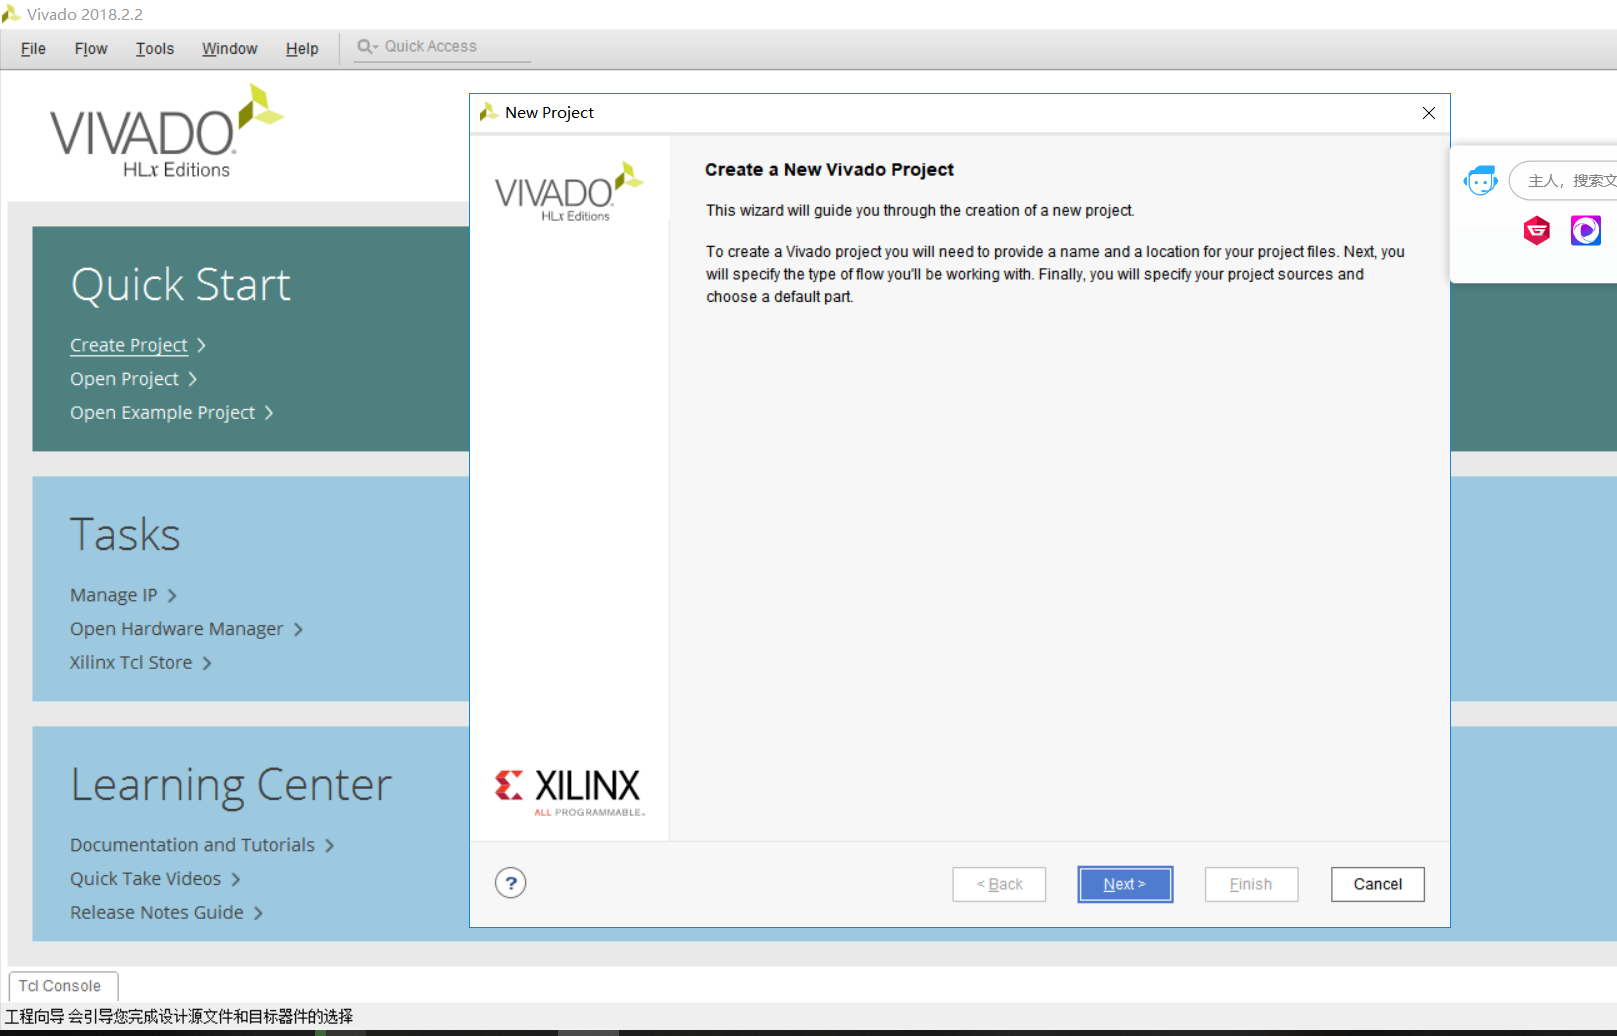 Vivado 2018.2.2
File Flow Tools Window Help Quick Access
VIVADO
HLx Editions
Quick Start
Create Project
Open Project
Open Example Project
Tasks
Manage IP
Open Hardware Manager
Xilinx Tcl Store
Learning Center
Documentation and Tutorials
Quick Take Videos
Release Notes Guide
New Project
VIVADO
HLx Editions
Create a New Vivado Project
This wizard will guide you through the creation of a new project.
To create a Vivado project you will need to provide a name and a location for your project files. Next, you
will specify the type of flow you'll be working with. Finally, you will specify your project sources and
choose a default part.
XILINX
ALL PROGRAMMABLE™
?
< Back Next > Finish Cancel
主人，搜索文
Tcl Console
工程向导 会引导您完成设计源文件和目标器件的选择